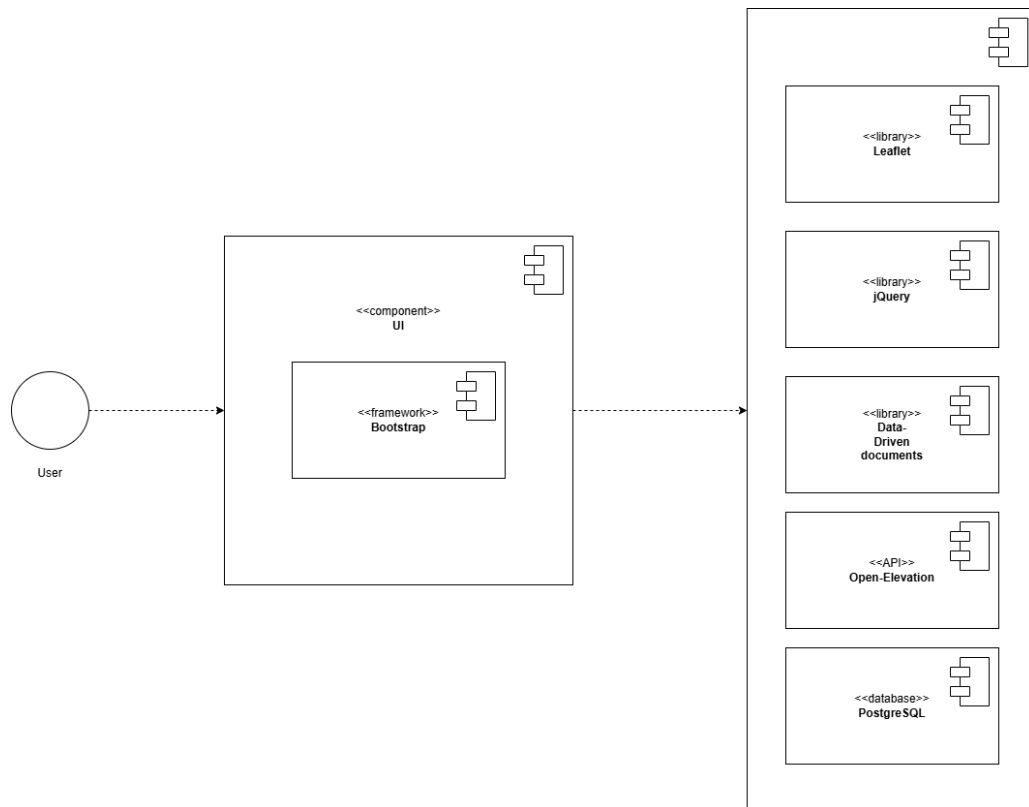 <<library>>
Leaflet
<<library>>
jQuery
<<component>>
UI
<<framework>>
Bootstrap
<<library>>
Data-
Driven
documents
User
<<API>>
Open-Elevation
<<database>>
PostgreSQL